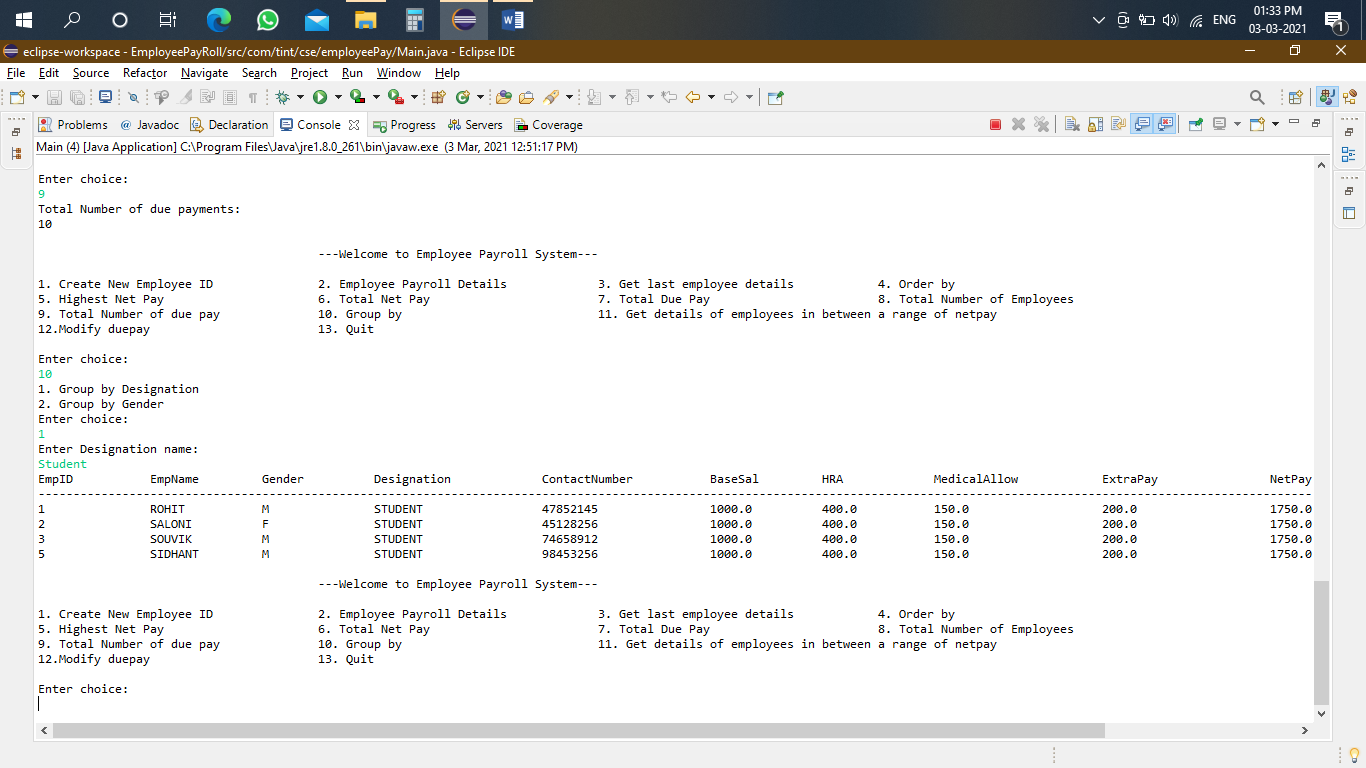 01:33 PM
ENG
03-03-2021
1
eclipse-workspace - EmployeePayRoll/src/com/tint/cse/employeePay/Main.java - Eclipse IDE
File Edit Source Refactor Navigate Search Project Run Window Help
Problems @ Javadoc Declaration Console Progress Servers Coverage
Main (4) [Java Application] C:\Program Files\Java\jre1.8.0_261\bin\javaw.exe (3 Mar, 2021 12:51:17 PM)
Enter choice:
9
Total Number of due payments:
10
---Welcome to Employee Payroll System---
1. Create New Employee ID 2. Employee Payroll Details 3. Get last employee details 4. Order by
5. Highest Net Pay 6. Total Net Pay 7. Total Due Pay 8. Total Number of Employees
9. Total Number of due pay 10. Group by 11. Get details of employees in between a range of netpay
12.Modify duepay 13. Quit
Enter choice:
10
1. Group by Designation
2. Group by Gender
Enter choice:
1
Enter Designation name:
Student
EmpID EmpName Gender Designation ContactNumber BaseSal HRA MedicalAllow ExtraPay NetPay
1 ROHIT M STUDENT 47852145 1000.0 400.0 150.0 200.0 1750.0
2 SALONI F STUDENT 45128256 1000.0 400.0 150.0 200.0 1750.0
3 SOUVIK M STUDENT 74658912 1000.0 400.0 150.0 200.0 1750.0
5 SIDHANT M STUDENT 98453256 1000.0 400.0 150.0 200.0 1750.0
---Welcome to Employee Payroll System---
1. Create New Employee ID 2. Employee Payroll Details 3. Get last employee details 4. Order by
5. Highest Net Pay 6. Total Net Pay 7. Total Due Pay 8. Total Number of Employees
9. Total Number of due pay 10. Group by 11. Get details of employees in between a range of netpay
12.Modify duepay 13. Quit
Enter choice: